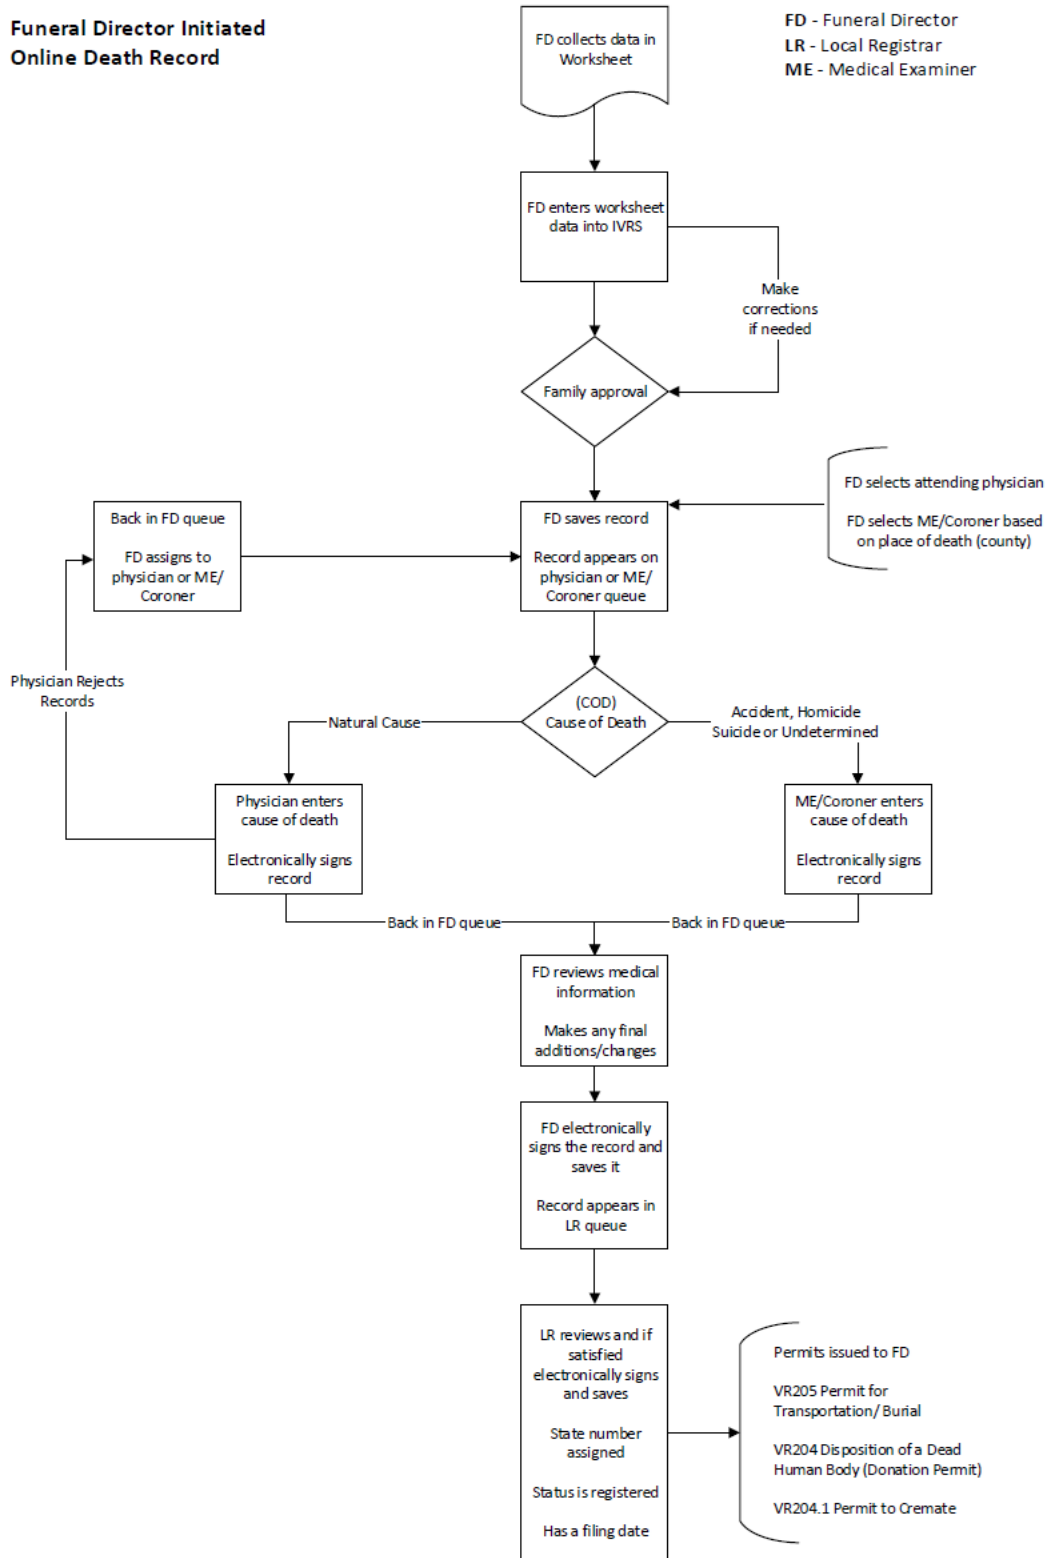 Funeral Director Initiated
Online Death Record
FD - Funeral Director
LR - Local Registrar
ME - Medical Examiner
FD collects data in
Worksheet
FD enters worksheet
data into IVRS
Make
corrections
if needed
Family approval
FD selects attending physician
FD selects ME/Coroner based
on place of death (county)
Back in FD queue
FD assigns to
physician or ME/
Coroner
FD saves record
Record appears on
physician or ME/
Coroner queue
Physician Rejects
Records
(COD)
Cause of Death
Natural Cause
Accident, Homicide
Suicide or Undetermined
Physician enters
cause of death
Electronically signs
record
ME/Coroner enters
cause of death
Electronically signs
record
Back in FD queue
Back in FD queue
FD reviews medical
information
Makes any final
additions/changes
FD electronically
signs the record and
saves it
Record appears in
LR queue
LR reviews and if
satisfied
electronically signs
and saves
State number
assigned
Status is registered
Has a filing date
Permits issued to FD
VR205 Permit for
Transportation/ Burial
VR204 Disposition of a Dead
Human Body (Donation Permit)
VR204.1 Permit to Cremate